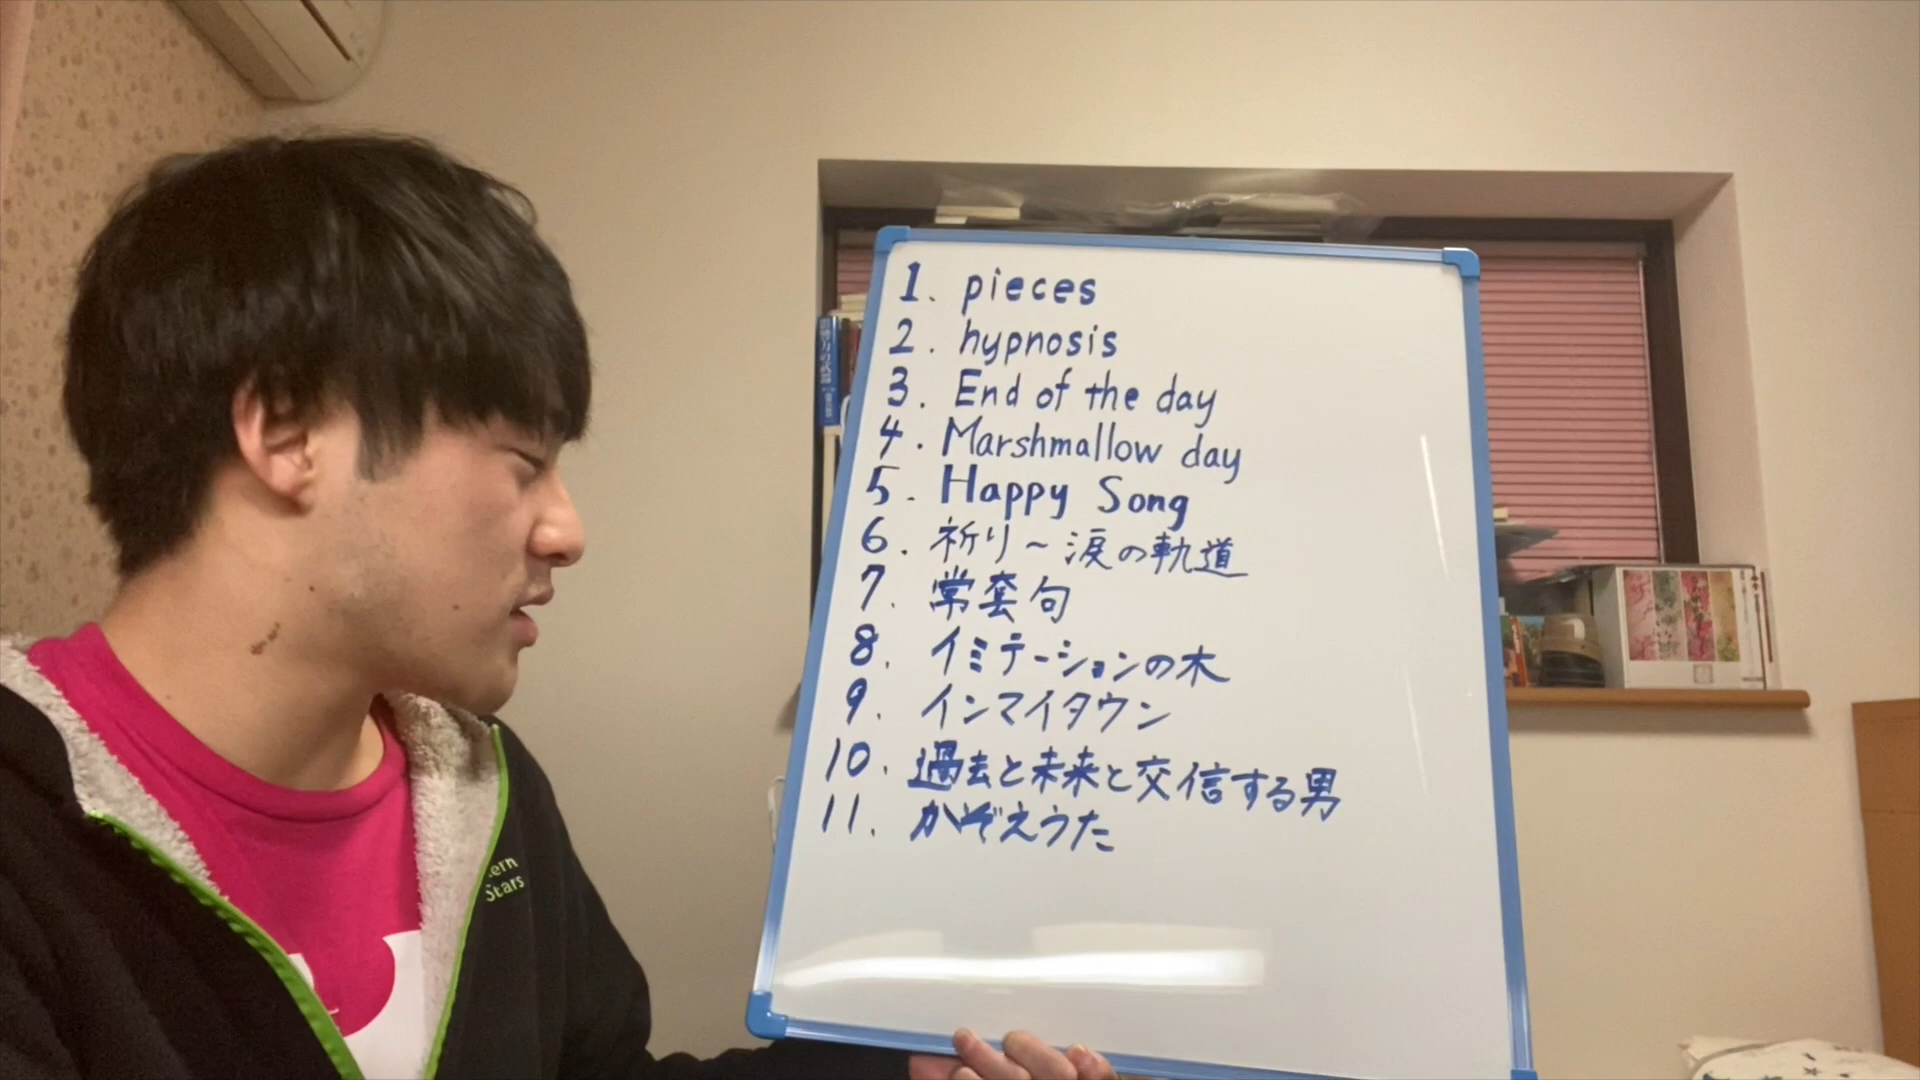 1. pieces
2. hypnosis
3. End of the day
4. Marshmallow day
5. Happy Song
6. 祈り～涙の軌道
7. 常套句
8. イミテーションの木
9. インマイタウン
10. 過去と未来と交信する男
11. かぞえうた
ern
Stars